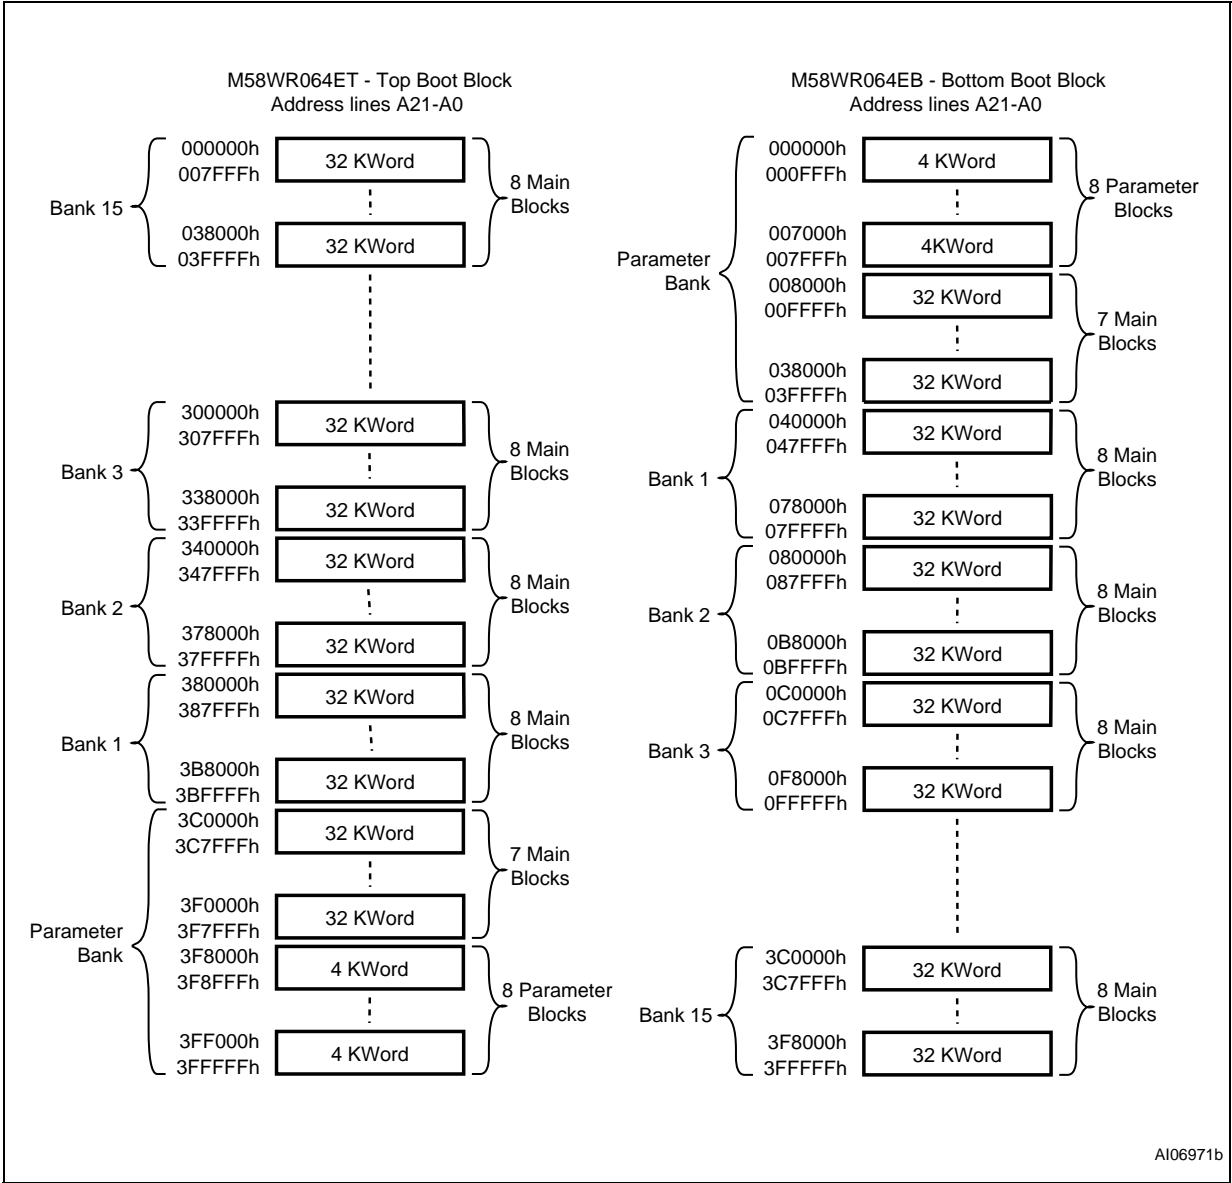 M58WR064ET - Top Boot Block
Address lines A21-A0
000000h
007FFFh
32 KWord
Bank 15
8 Main
Blocks
038000h
03FFFFh
32 KWord
300000h
307FFFh
32 KWord
Bank 3
8 Main
Blocks
338000h
33FFFFh
32 KWord
340000h
347FFFh
32 KWord
Bank 2
8 Main
Blocks
378000h
37FFFFh
32 KWord
380000h
387FFFh
32 KWord
Bank 1
8 Main
Blocks
3B8000h
3BFFFFh
32 KWord
3C0000h
3C7FFFh
32 KWord
7 Main
Blocks
3F0000h
3F7FFFh
32 KWord
Parameter
Bank
3F8000h
3F8FFFh
4 KWord
8 Parameter
Blocks
3FF000h
3FFFFFh
4 KWord
M58WR064EB - Bottom Boot Block
Address lines A21-A0
000000h
000FFFh
4 KWord
8 Parameter
Blocks
007000h
007FFFh
4KWord
Parameter
Bank
008000h
00FFFFh
32 KWord
7 Main
Blocks
038000h
03FFFFh
32 KWord
040000h
047FFFh
32 KWord
Bank 1
8 Main
Blocks
078000h
07FFFFh
32 KWord
080000h
087FFFh
32 KWord
Bank 2
8 Main
Blocks
0B8000h
0BFFFFh
32 KWord
0C0000h
0C7FFFh
32 KWord
Bank 3
8 Main
Blocks
0F8000h
0FFFFFh
32 KWord
3C0000h
3C7FFFh
32 KWord
Bank 15
8 Main
Blocks
3F8000h
3FFFFFh
32 KWord
AI06971b